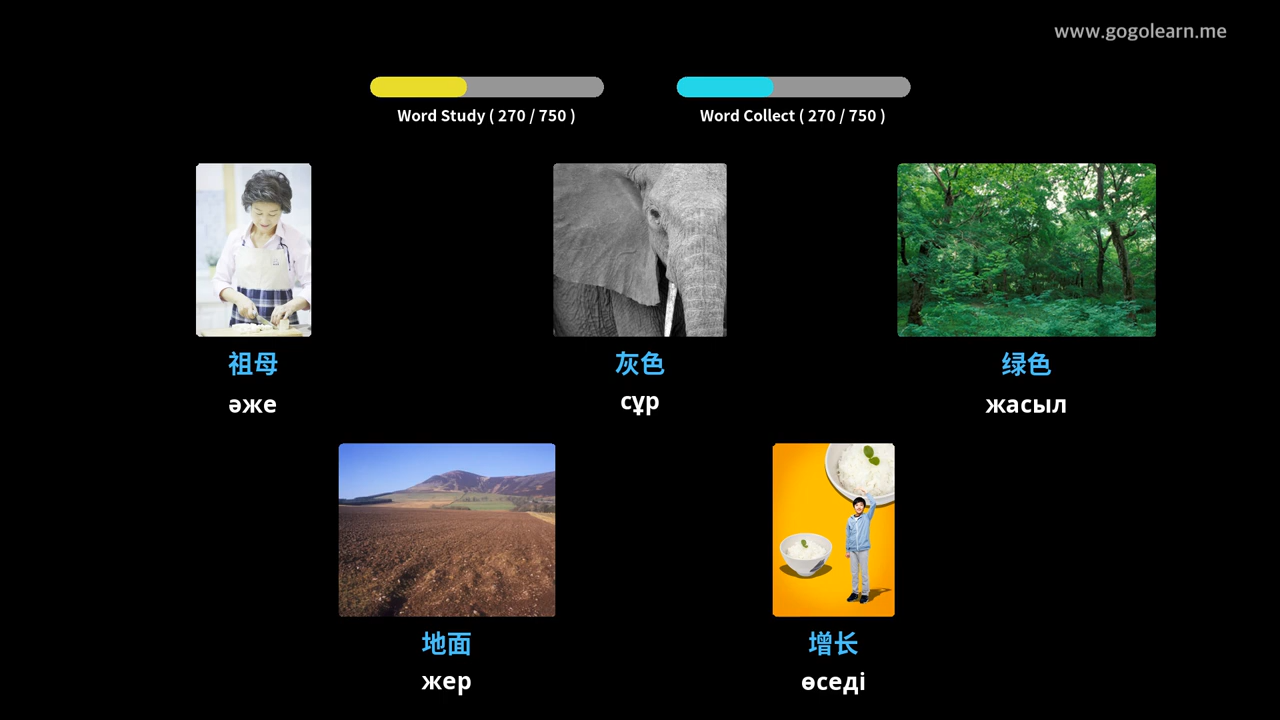 www.gogolearn.me
Word Study ( 270 / 750 )
Word Collect ( 270 / 750 )
祖母
әже
灰色
сұр
绿色
жасыл
地面
жер
增长
өседі